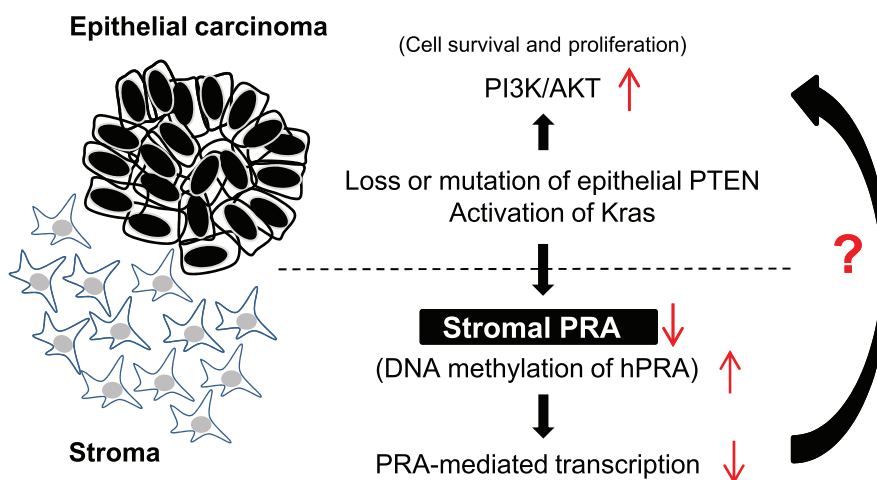 Epithelial carcinoma
(Cell survival and proliferation)
PI3K/AKT
Loss or mutation of epithelial PTEN
Activation of Kras
?
Stromal PRA
(DNA methylation of hPRA)
Stroma
PRA-mediated transcription